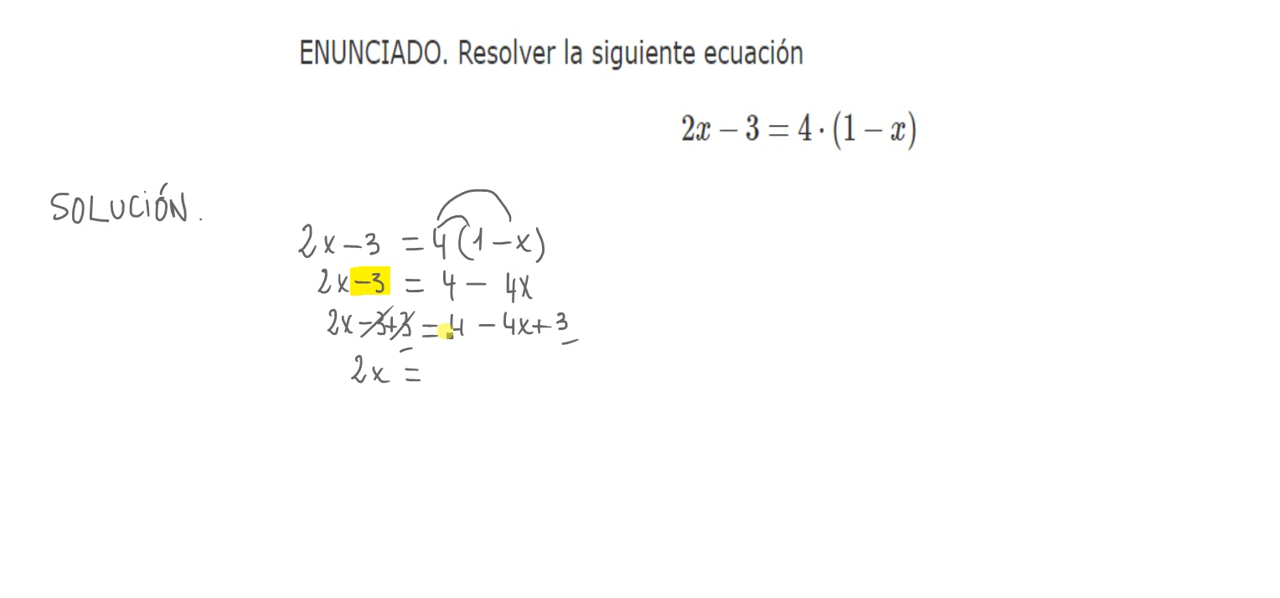 ENUNCIADO. Resolver la siguiente ecuación
2x − 3 = 4 · (1 − x)
SOLUCIÓN.
2x − 3 = 4(1 − x)
2x − 3 = 4 − 4x
2x − 3 + 3 = 4 − 4x + 3
2x =